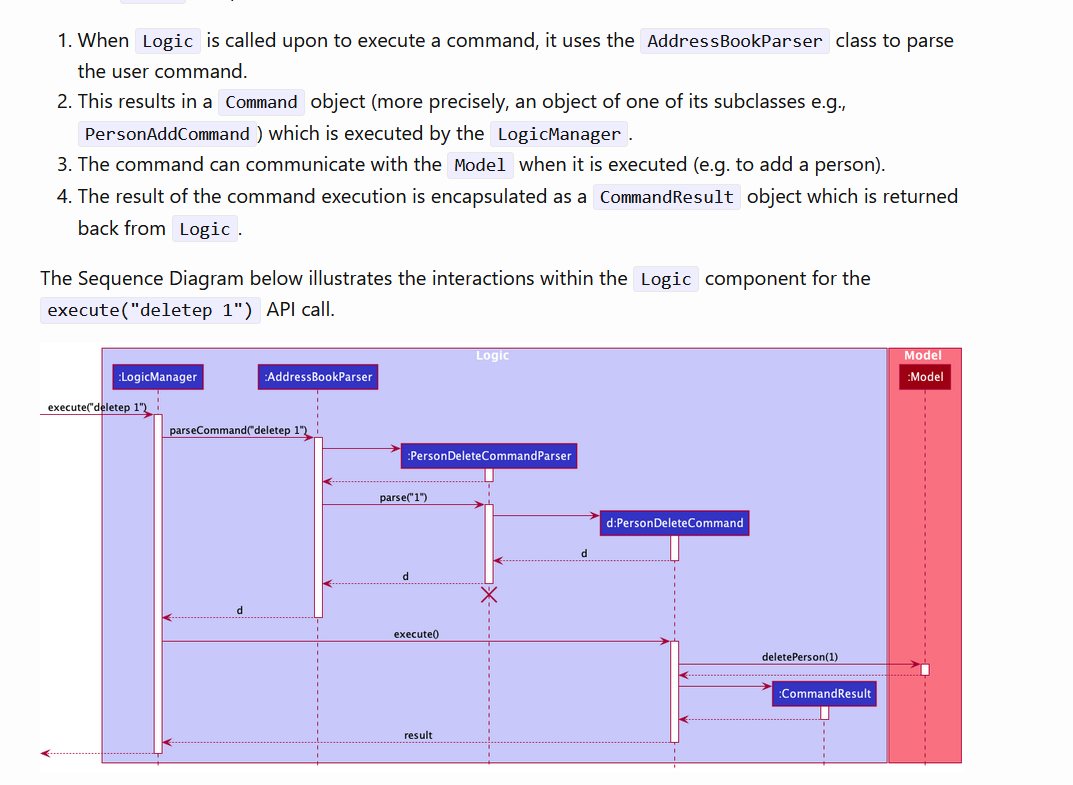 1. When Logic is called upon to execute a command, it uses the AddressBookParser class to parse
the user command.
2. This results in a Command object (more precisely, an object of one of its subclasses e.g.,
PersonAddCommand ) which is executed by the LogicManager .
3. The command can communicate with the Model when it is executed (e.g. to add a person).
4. The result of the command execution is encapsulated as a CommandResult object which is returned
back from Logic .
The Sequence Diagram below illustrates the interactions within the Logic component for the
execute("deletep 1") API call.
Logic
Model
:LogicManager
:AddressBookParser
:Model
execute("deletep 1")
parseCommand("deletep 1")
:PersonDeleteCommandParser
parse("1")
d:PersonDeleteCommand
d
d
d
execute()
deletePerson(1)
:CommandResult
result